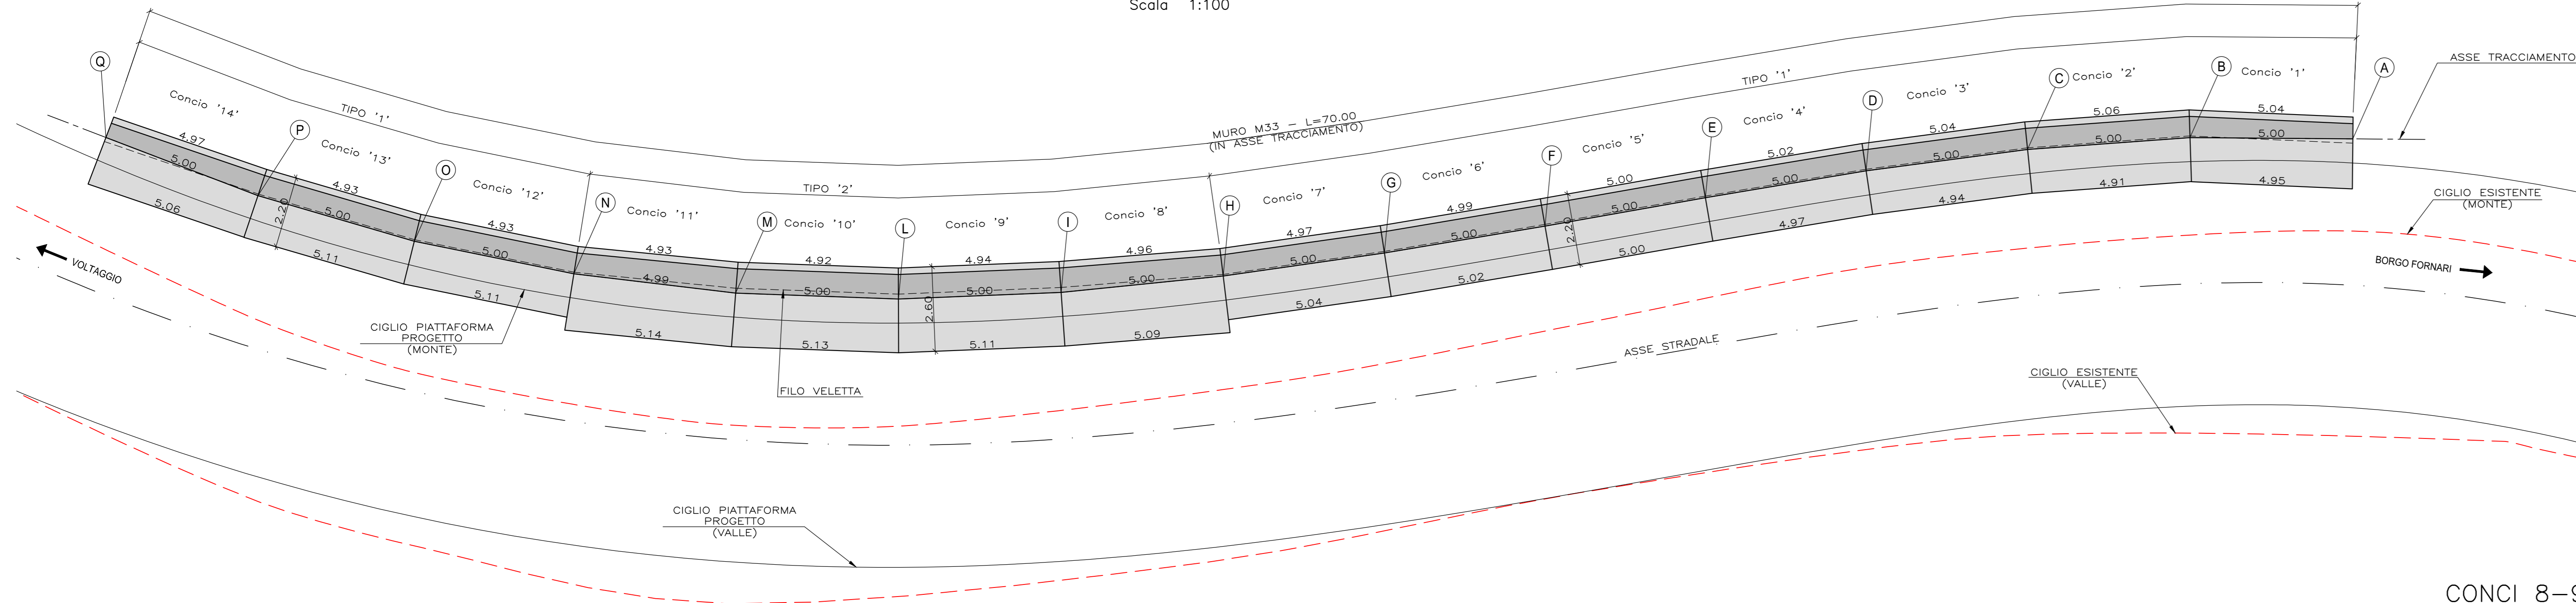 Scala 1:100
MURO M33 - L=70.00
(IN ASSE TRACCIAMENTO)
TIPO '1'
TIPO '2'
TIPO '1'
ASSE TRACCIAMENTO
Q
P
O
N
M
L
I
H
G
F
E
D
C
B
A
Concio '14'
Concio '13'
Concio '12'
Concio '11'
Concio '10'
Concio '9'
Concio '8'
Concio '7'
Concio '6'
Concio '5'
Concio '4'
Concio '3'
Concio '2'
Concio '1'
4.97
4.93
4.93
4.93
4.92
4.94
4.96
4.97
4.99
5.00
5.02
5.04
5.06
5.04
5.00
5.00
5.00
4.99
5.00
5.00
5.00
5.00
5.00
5.00
5.00
5.00
5.00
5.00
2.20
2.60
2.20
5.06
5.11
5.11
5.14
5.13
5.11
5.09
5.04
5.02
5.00
4.97
4.94
4.91
4.95
CIGLIO ESISTENTE
(MONTE)
VOLTAGGIO
BORGO FORNARI
CIGLIO PIATTAFORMA
PROGETTO
(MONTE)
FILO VELETTA
ASSE STRADALE
CIGLIO ESISTENTE
(VALLE)
CIGLIO PIATTAFORMA
PROGETTO
(VALLE)
CONCI 8-9